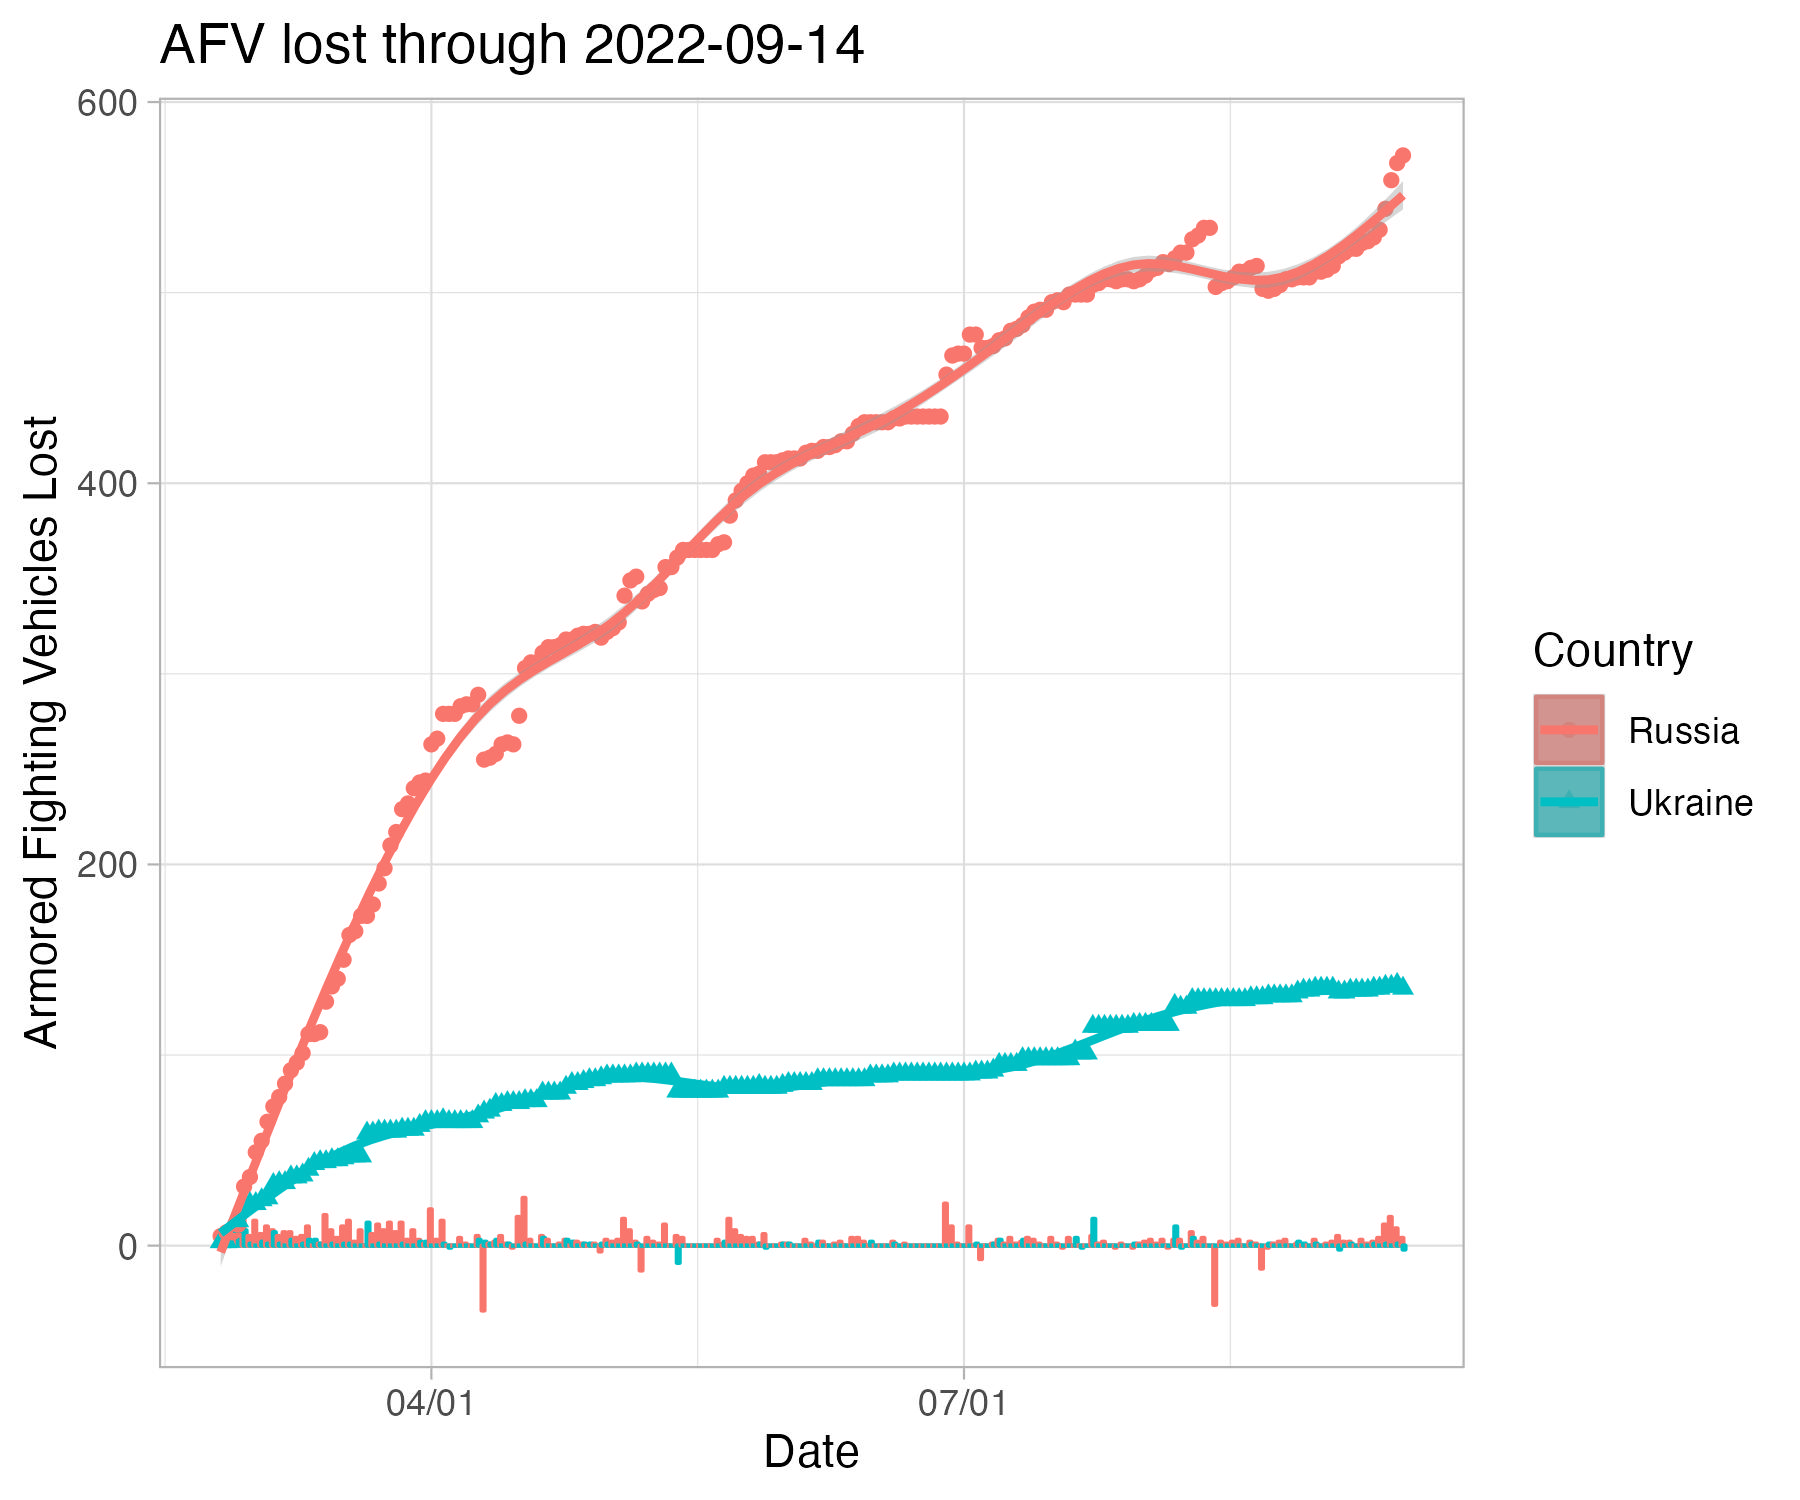 AFV lost through 2022-09-14
600
400
200
0
Armored Fighting Vehicles Lost
04/01
07/01
Date
Country
Russia
Ukraine